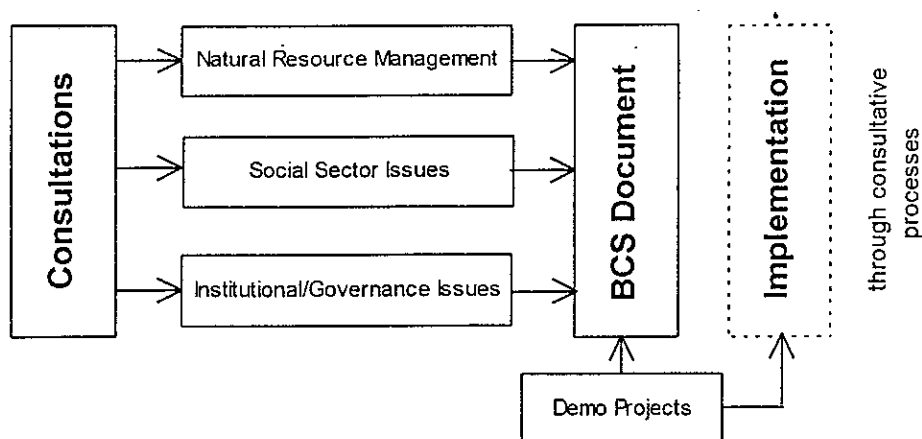 Consultations
Natural Resource Management
Social Sector Issues
Institutional/Governance Issues
BCS Document
Demo Projects
Implementation
through consultative
processes